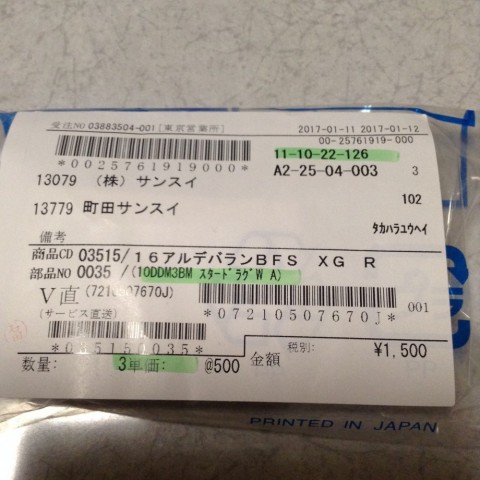 受注NO 03883504-001 [東京営業所]
2017-01-11 2017-01-12
00-25761919-000
*0025761919000*
11-10-22-126
13079 (株) サンスイ
A2-25-04-003 3
13779 町田サンスイ
102
備考
タカハラユウヘイ
商品CD 03515/16アルデバランBFS XG R
部品NO 0035 /(10DDM3BM スタードラグW A)
V直 (7210507670J)
(サービス直送)
*07210507670J*
001
数量: 3単価: @500
金額
税別: ¥1,500
PRINTED IN JAPAN